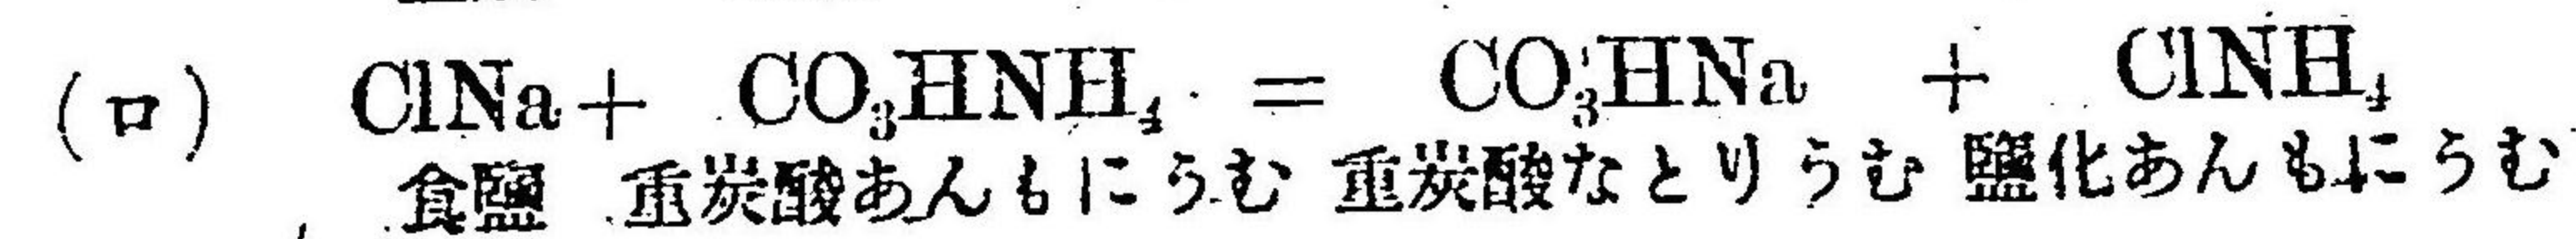 (ロ) ClNa + CO₃HNH₄ = CO₃HNa + ClNH₄
食鹽 重炭酸あんもにうむ 重炭酸なとりうむ 鹽化あんもにうむ